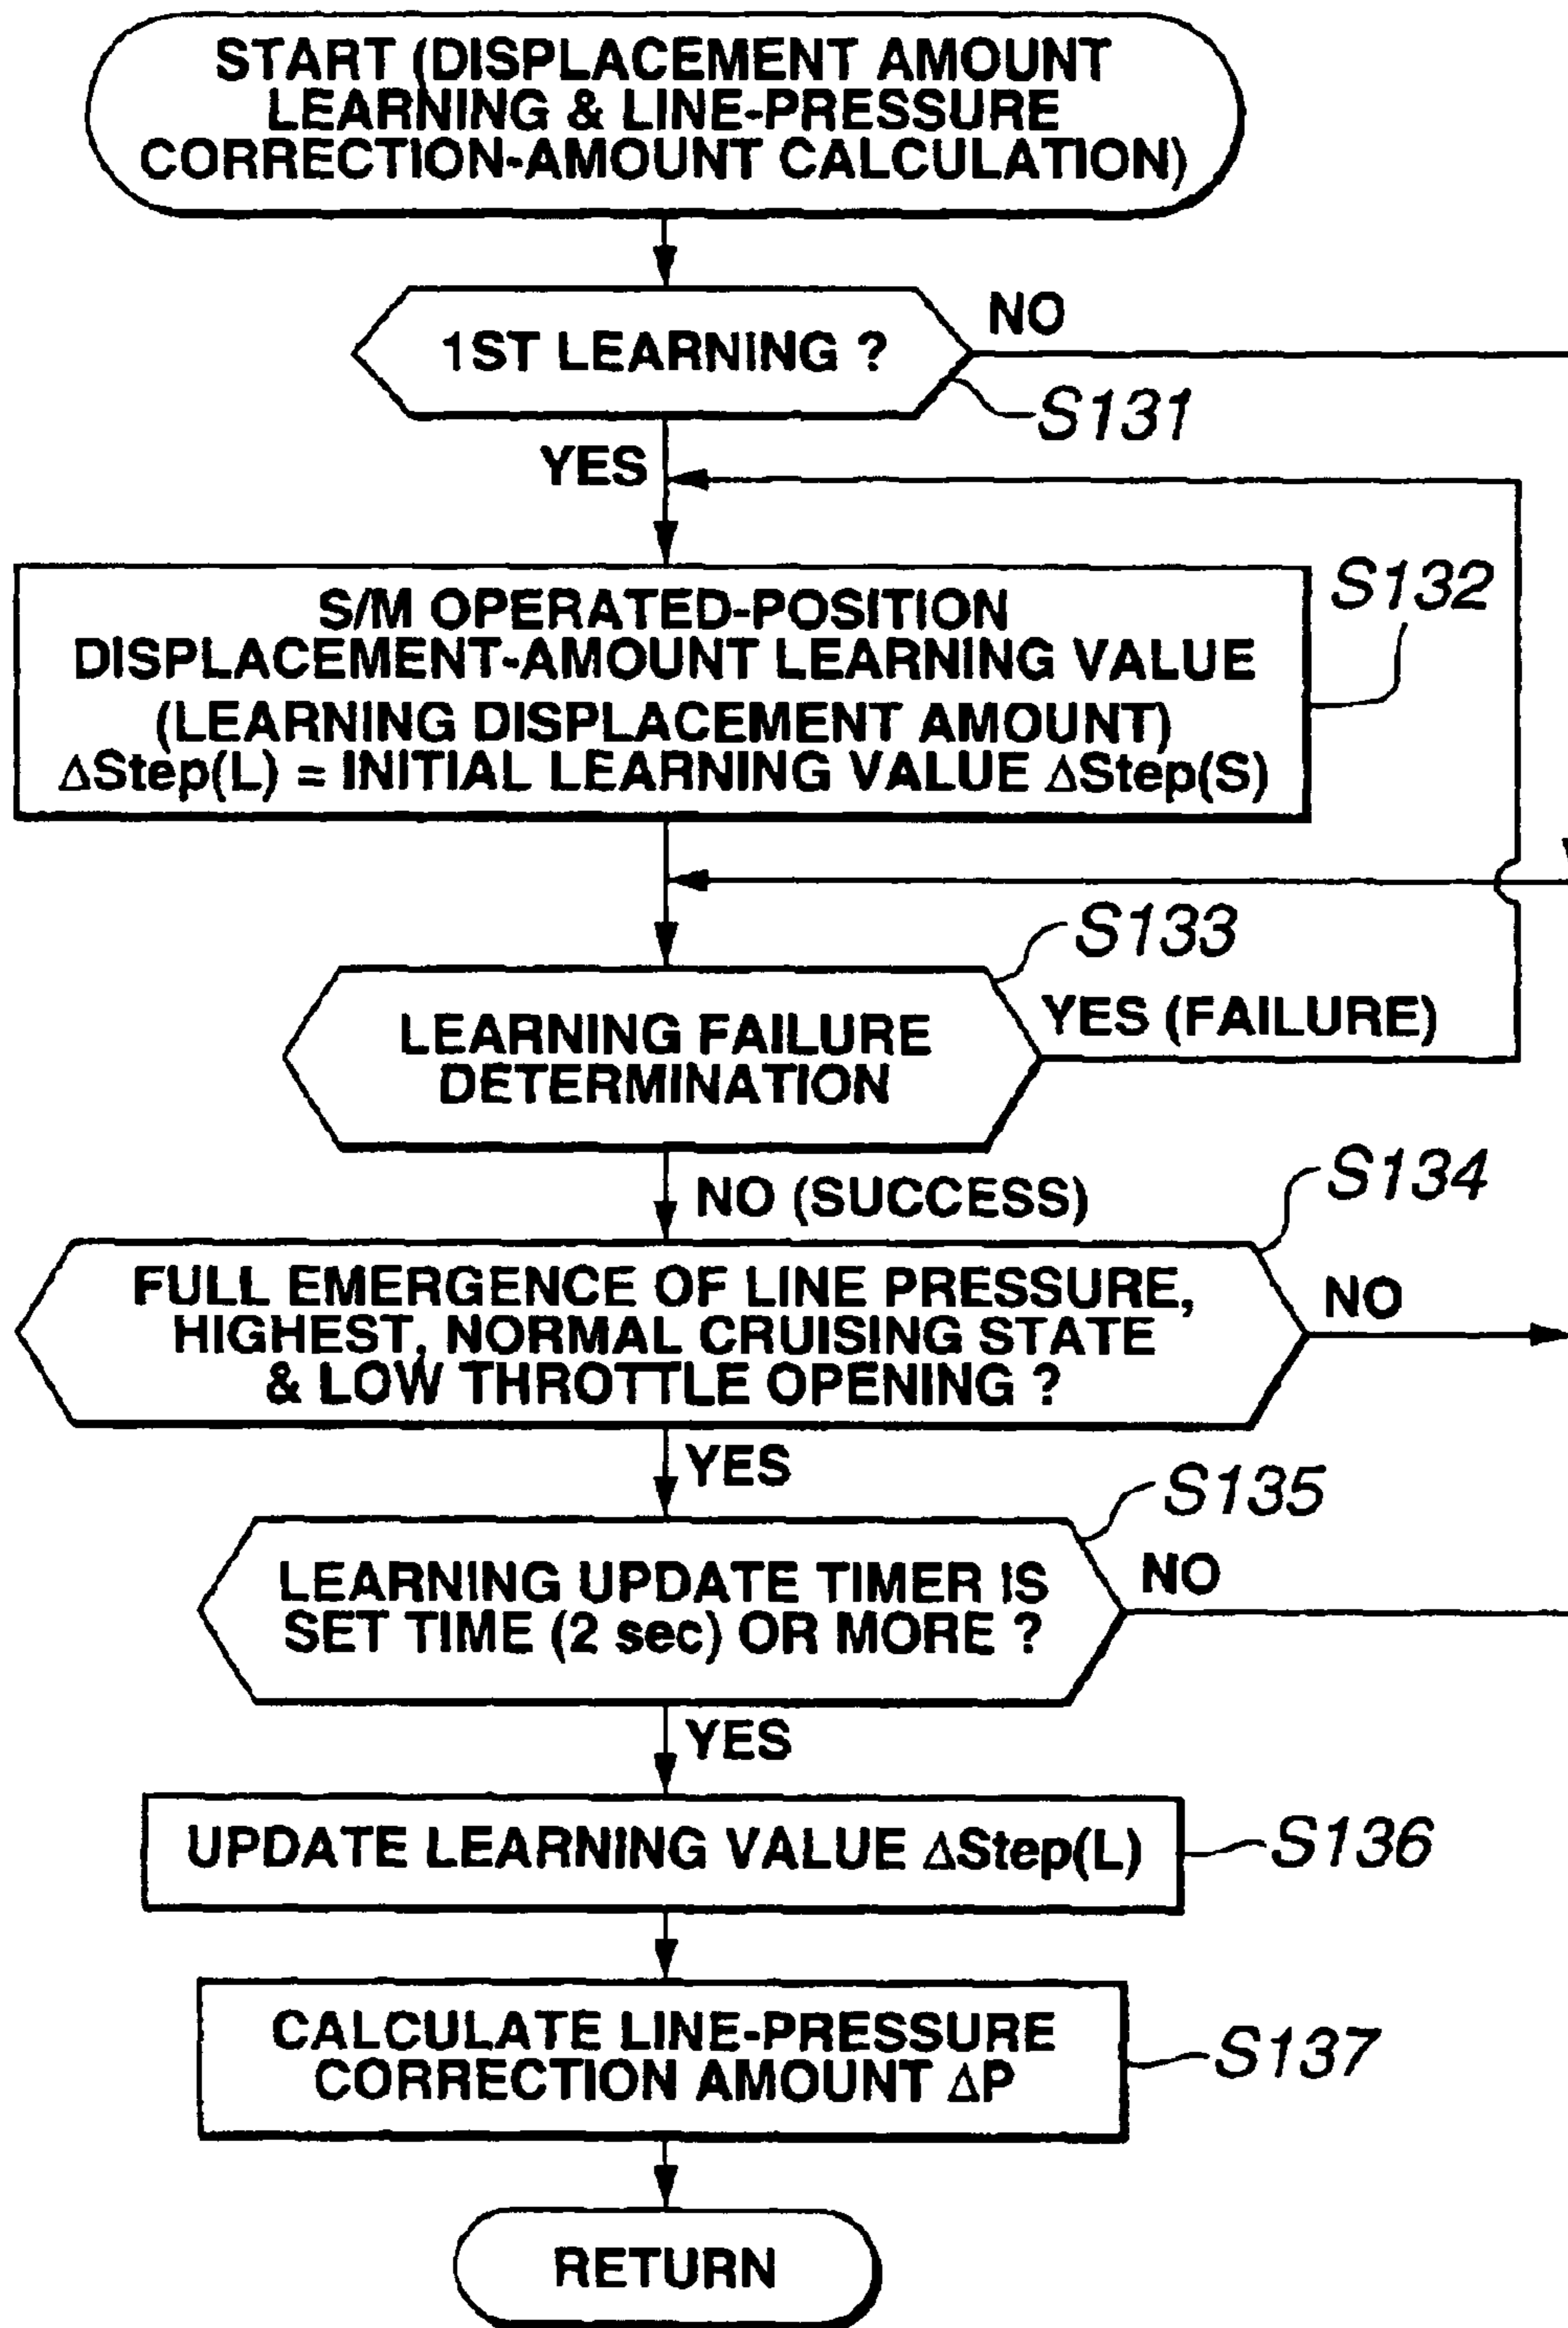 START (DISPLACEMENT AMOUNT
LEARNING & LINE-PRESSURE
CORRECTION-AMOUNT CALCULATION)
1ST LEARNING ?
NO
S131
YES
S/M OPERATED-POSITION
DISPLACEMENT-AMOUNT LEARNING VALUE
(LEARNING DISPLACEMENT AMOUNT)
ΔStep(L) = INITIAL LEARNING VALUE ΔStep(S)
S132
S133
LEARNING FAILURE
DETERMINATION
YES (FAILURE)
NO (SUCCESS)
S134
FULL EMERGENCE OF LINE PRESSURE,
HIGHEST, NORMAL CRUISING STATE
& LOW THROTTLE OPENING ?
NO
YES
S135
LEARNING UPDATE TIMER IS
SET TIME (2 sec) OR MORE ?
NO
YES
UPDATE LEARNING VALUE ΔStep(L)
S136
CALCULATE LINE-PRESSURE
CORRECTION AMOUNT ΔP
S137
RETURN